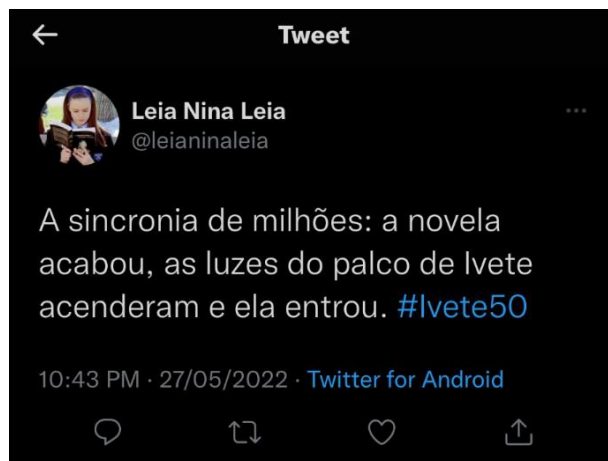 Tweet
Leia Nina Leia
@leianinaleia
A sincronia de milhões: a novela
acabou, as luzes do palco de Ivete
acenderam e ela entrou. #Ivete50
10:43 PM · 27/05/2022 · Twitter for Android